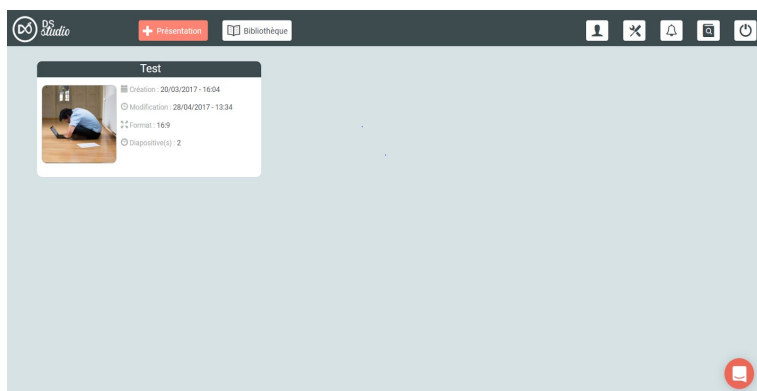 DS
Studio
Présentation
Bibliothèque
Test
Création : 20/03/2017 - 16:04
Modification : 28/04/2017 - 13:34
Format : 16:9
Diapositive(s) : 2